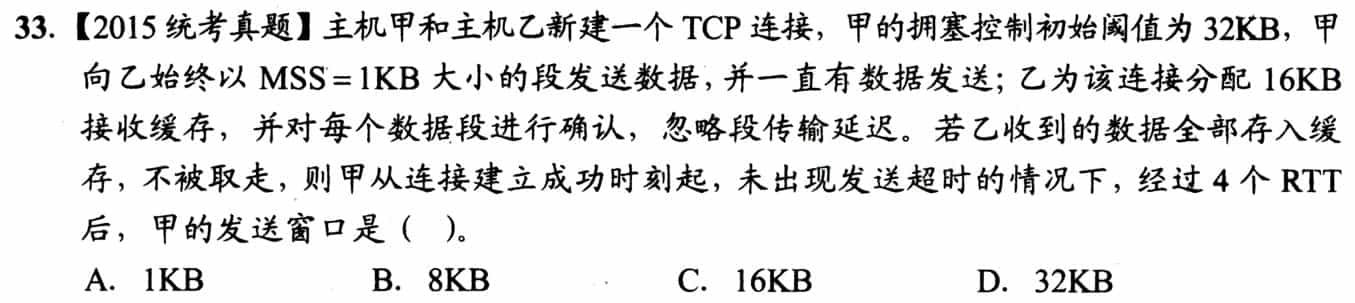 33.【2015 统考真题】主机甲和主机乙新建一个 TCP 连接，甲的拥塞控制初始阈值为 32KB，甲
向乙始终以 MSS=1KB 大小的段发送数据，并一直有数据发送；乙为该连接分配 16KB
接收缓存，并对每个数据段进行确认，忽略段传输延迟。若乙收到的数据全部存入缓
存，不被取走，则甲从连接建立成功时刻起，未出现发送超时的情况下，经过 4 个 RTT
后，甲的发送窗口是（ ）。
A. 1KB B. 8KB C. 16KB D. 32KB